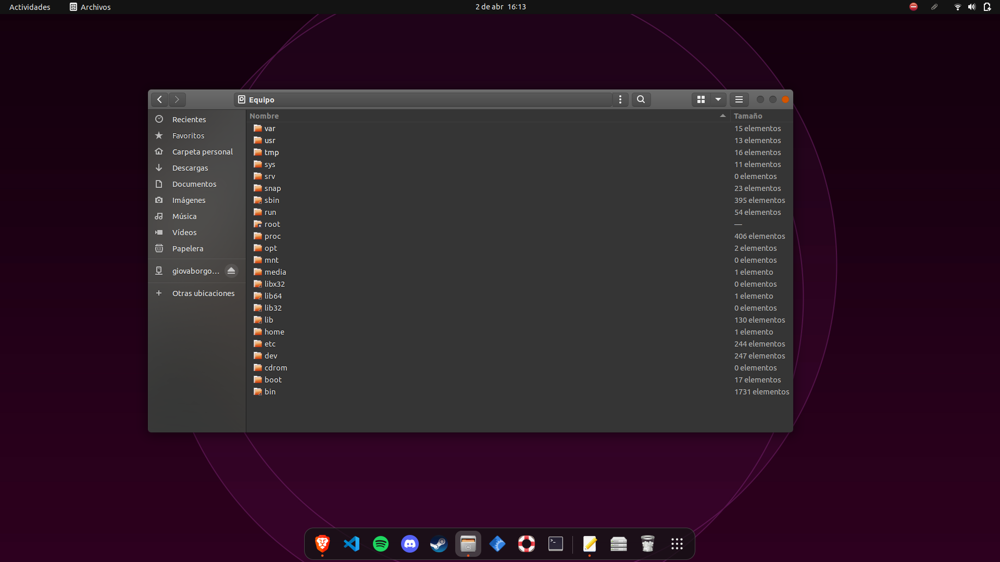 Actividades Archivos 2 de abr 16:13
Equipo
Nombre Tamaño
Recientes
Favoritos
Carpeta personal
Descargas
Documentos
Imágenes
Música
Vídeos
Papelera
giovaborgo...
Otras ubicaciones
var 15 elementos
usr 13 elementos
tmp 16 elementos
sys 11 elementos
srv 0 elementos
snap 23 elementos
sbin 395 elementos
run 54 elementos
root —
proc 406 elementos
opt 2 elementos
mnt 0 elementos
media 1 elemento
libx32 0 elementos
lib64 1 elemento
lib32 0 elementos
lib 130 elementos
home 1 elemento
etc 244 elementos
dev 247 elementos
cdrom 0 elementos
boot 17 elementos
bin 1731 elementos